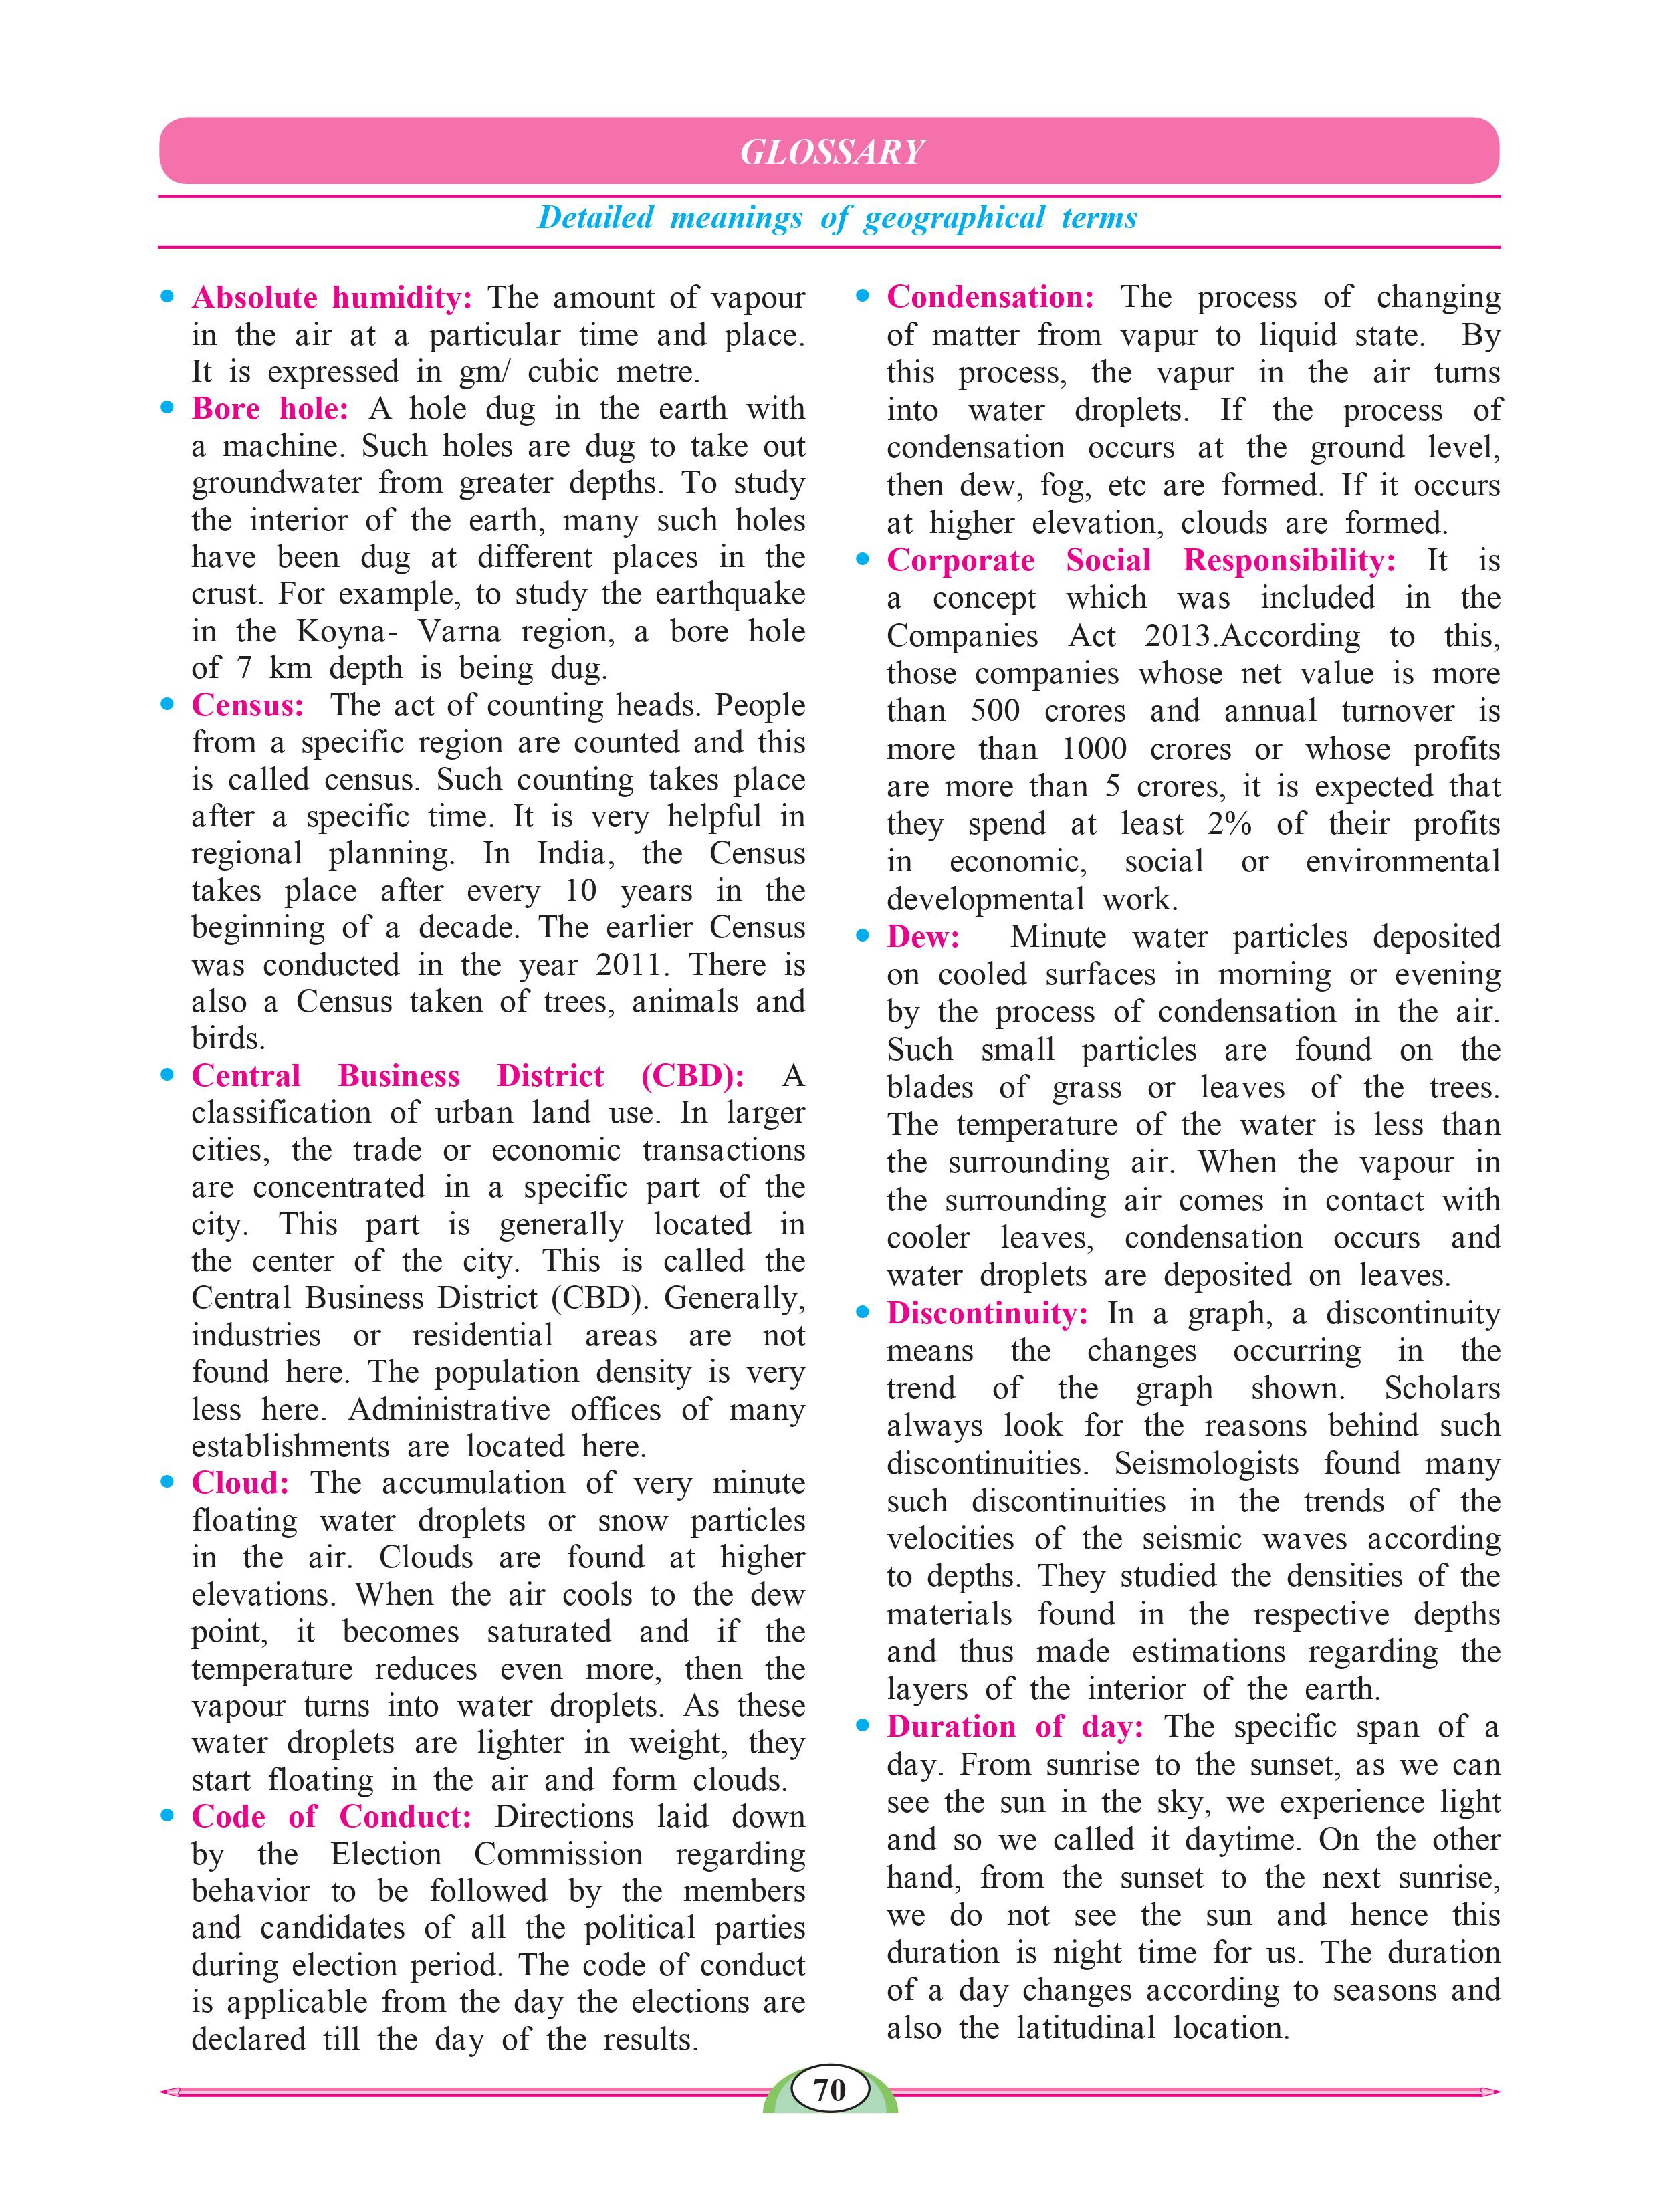 GLOSSARY
Detailed meanings of geographical terms
• Absolute humidity: The amount of vapour
in the air at a particular time and place.
It is expressed in gm/ cubic metre.
• Bore hole: A hole dug in the earth with
a machine. Such holes are dug to take out
groundwater from greater depths. To study
the interior of the earth, many such holes
have been dug at different places in the
crust. For example, to study the earthquake
in the Koyna- Varna region, a bore hole
of 7 km depth is being dug.
• Census: The act of counting heads. People
from a specific region are counted and this
is called census. Such counting takes place
after a specific time. It is very helpful in
regional planning. In India, the Census
takes place after every 10 years in the
beginning of a decade. The earlier Census
was conducted in the year 2011. There is
also a Census taken of trees, animals and
birds.
• Central Business District (CBD): A
classification of urban land use. In larger
cities, the trade or economic transactions
are concentrated in a specific part of the
city. This part is generally located in
the center of the city. This is called the
Central Business District (CBD). Generally,
industries or residential areas are not
found here. The population density is very
less here. Administrative offices of many
establishments are located here.
• Cloud: The accumulation of very minute
floating water droplets or snow particles
in the air. Clouds are found at higher
elevations. When the air cools to the dew
point, it becomes saturated and if the
temperature reduces even more, then the
vapour turns into water droplets. As these
water droplets are lighter in weight, they
start floating in the air and form clouds.
• Code of Conduct: Directions laid down
by the Election Commission regarding
behavior to be followed by the members
and candidates of all the political parties
during election period. The code of conduct
is applicable from the day the elections are
declared till the day of the results.
• Condensation: The process of changing
of matter from vapur to liquid state. By
this process, the vapur in the air turns
into water droplets. If the process of
condensation occurs at the ground level,
then dew, fog, etc are formed. If it occurs
at higher elevation, clouds are formed.
• Corporate Social Responsibility: It is
a concept which was included in the
Companies Act 2013.According to this,
those companies whose net value is more
than 500 crores and annual turnover is
more than 1000 crores or whose profits
are more than 5 crores, it is expected that
they spend at least 2% of their profits
in economic, social or environmental
developmental work.
• Dew: Minute water particles deposited
on cooled surfaces in morning or evening
by the process of condensation in the air.
Such small particles are found on the
blades of grass or leaves of the trees.
The temperature of the water is less than
the surrounding air. When the vapour in
the surrounding air comes in contact with
cooler leaves, condensation occurs and
water droplets are deposited on leaves.
• Discontinuity: In a graph, a discontinuity
means the changes occurring in the
trend of the graph shown. Scholars
always look for the reasons behind such
discontinuities. Seismologists found many
such discontinuities in the trends of the
velocities of the seismic waves according
to depths. They studied the densities of the
materials found in the respective depths
and thus made estimations regarding the
layers of the interior of the earth.
• Duration of day: The specific span of a
day. From sunrise to the sunset, as we can
see the sun in the sky, we experience light
and so we called it daytime. On the other
hand, from the sunset to the next sunrise,
we do not see the sun and hence this
duration is night time for us. The duration
of a day changes according to seasons and
also the latitudinal location.
70